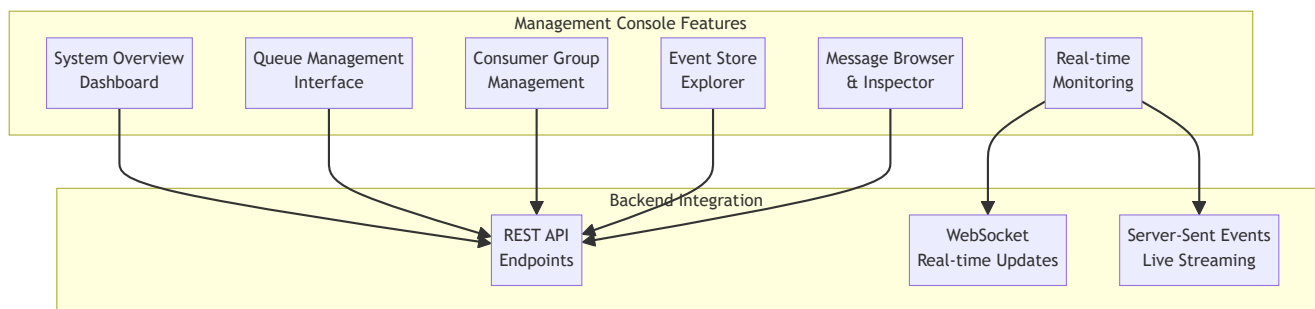 Management Console Features
System Overview
Dashboard
Queue Management
Interface
Consumer Group
Management
Event Store
Explorer
Message Browser
& Inspector
Real-time
Monitoring
Backend Integration
REST API
Endpoints
WebSocket
Real-time Updates
Server-Sent Events
Live Streaming